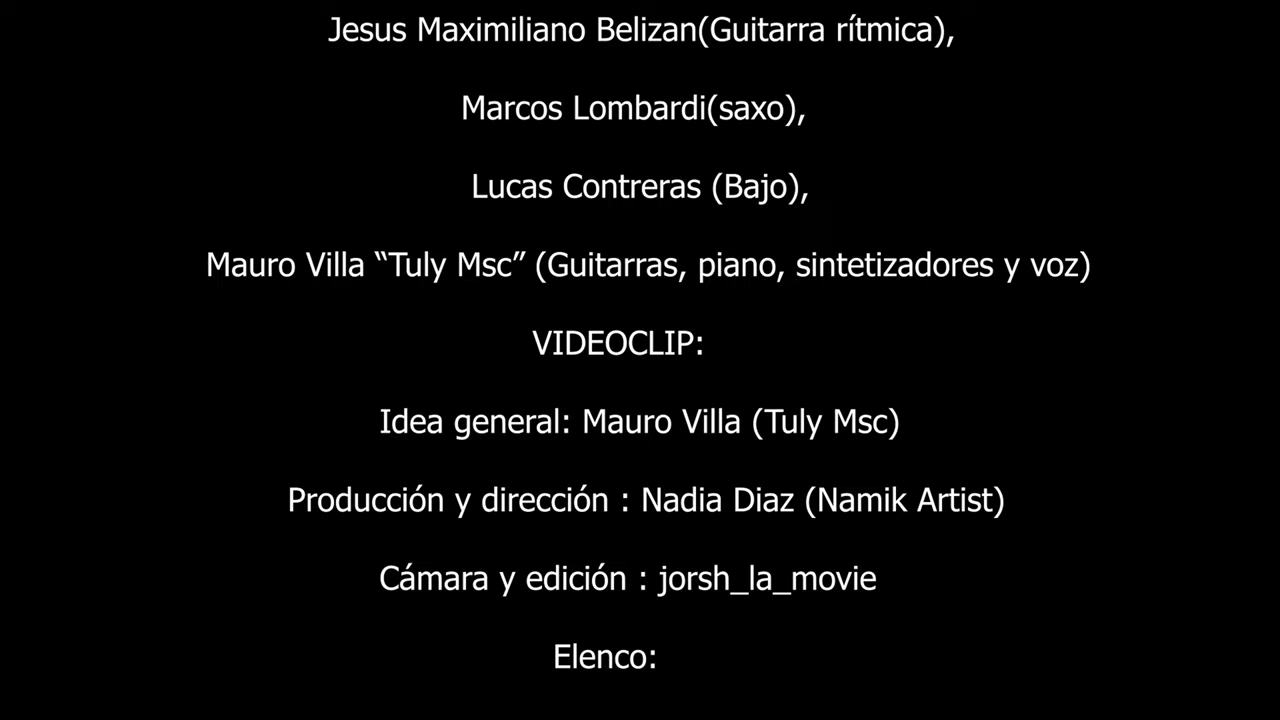 Jesus Maximiliano Belizan(Guitarra rítmica),
Marcos Lombardi(saxo),
Lucas Contreras (Bajo),
Mauro Villa “Tuly Msc” (Guitarras, piano, sintetizadores y voz)
VIDEOCLIP:
Idea general: Mauro Villa (Tuly Msc)
Producción y dirección : Nadia Diaz (Namik Artist)
Cámara y edición : jorsh_la_movie
Elenco: